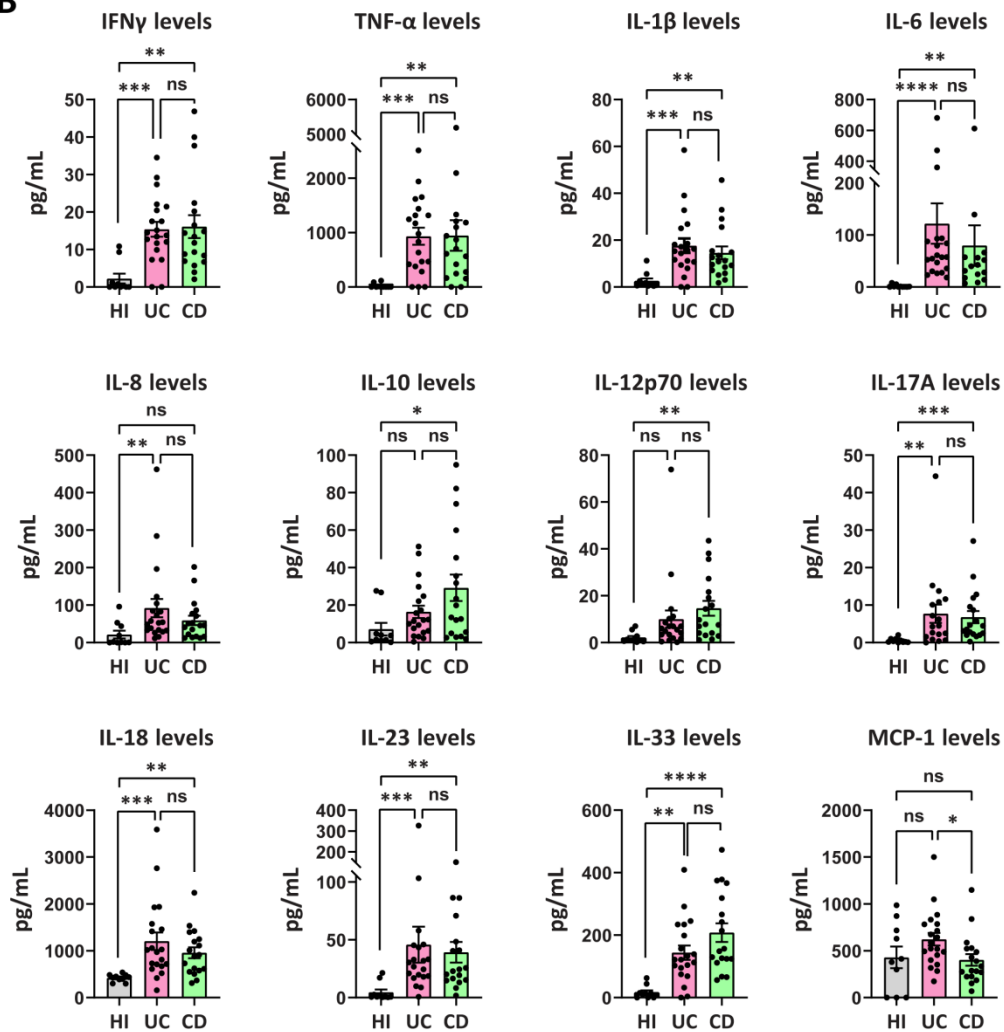 B
IFNγ levels
**
***
ns
pg/mL
50
40
30
20
10
0
HI UC CD
TNF-α levels
**
***
ns
pg/mL
6000
5000
2000
1000
0
HI UC CD
IL-1β levels
**
***
ns
pg/mL
80
60
40
20
0
HI UC CD
IL-6 levels
**
****
ns
pg/mL
800
600
400
200
100
0
HI UC CD
IL-8 levels
ns
**
ns
pg/mL
500
400
300
200
100
0
HI UC CD
IL-10 levels
*
ns
ns
pg/mL
100
80
60
40
20
0
HI UC CD
IL-12p70 levels
**
ns
ns
pg/mL
80
60
40
20
0
HI UC CD
IL-17A levels
***
**
ns
pg/mL
50
40
30
20
10
0
HI UC CD
IL-18 levels
**
***
ns
pg/mL
4000
3000
2000
1000
0
HI UC CD
IL-23 levels
**
***
ns
pg/mL
400
300
200
100
50
0
HI UC CD
IL-33 levels
****
**
ns
pg/mL
600
400
200
0
HI UC CD
MCP-1 levels
ns
ns
*
pg/mL
2000
1500
1000
500
0
HI UC CD